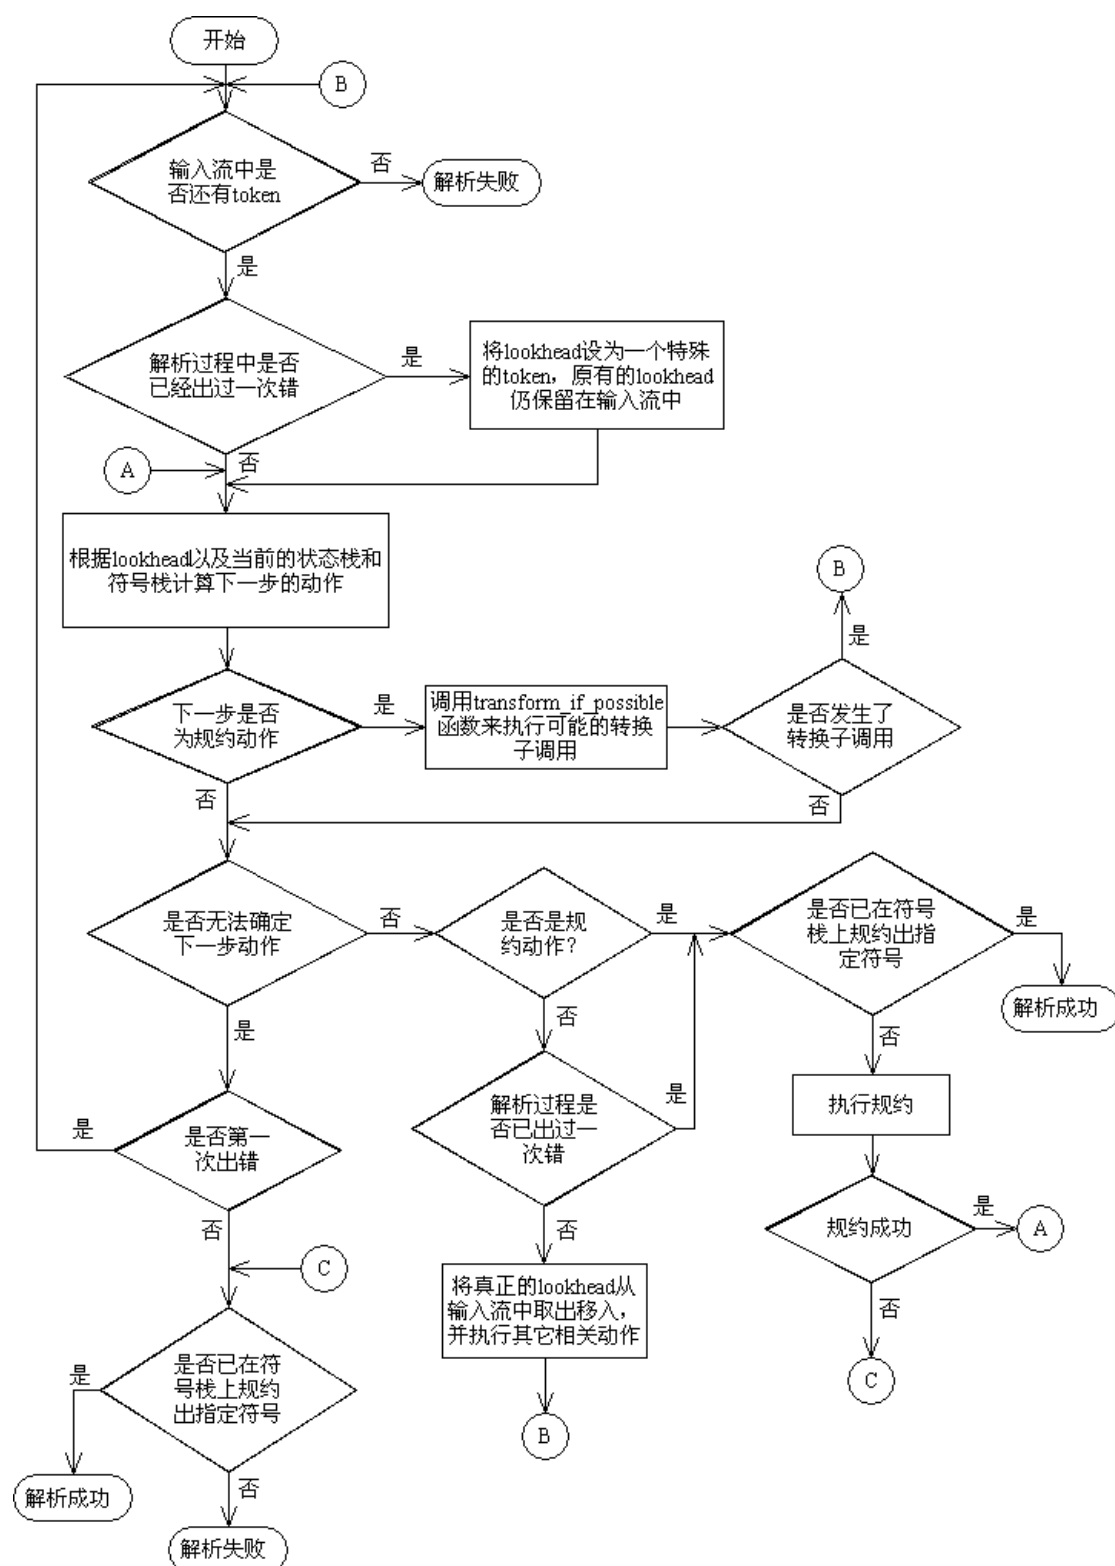 开始
B
输入流中是
否还有token
否
解析失败
是
解析过程中是否
已经出过一次错
是
将lookhead设为一个特殊
的token，原有的lookhead
仍保留在输入流中
A
否
根据lookhead以及当前的状态栈和
符号栈计算下一步的动作
B
是
下一步是否
为规约动作
是
调用transform_if_possible
函数来执行可能的转换
子调用
是否发生了
转换子调用
否
否
是否无法确定
下一步动作
否
是否是规
约动作？
是
是否已在符号
栈上规约出指
定符号
是
解析成功
是
否
否
解析过程是
否已出过一
次错
是
执行规约
是
是否第一
次出错
规约成功
是
A
否
否
否
C
将真正的lookhead从
输入流中取出移入，
并执行其它相关动作
C
是
是否已在符
号栈上规约
出指定符号
B
解析成功
否
解析失败